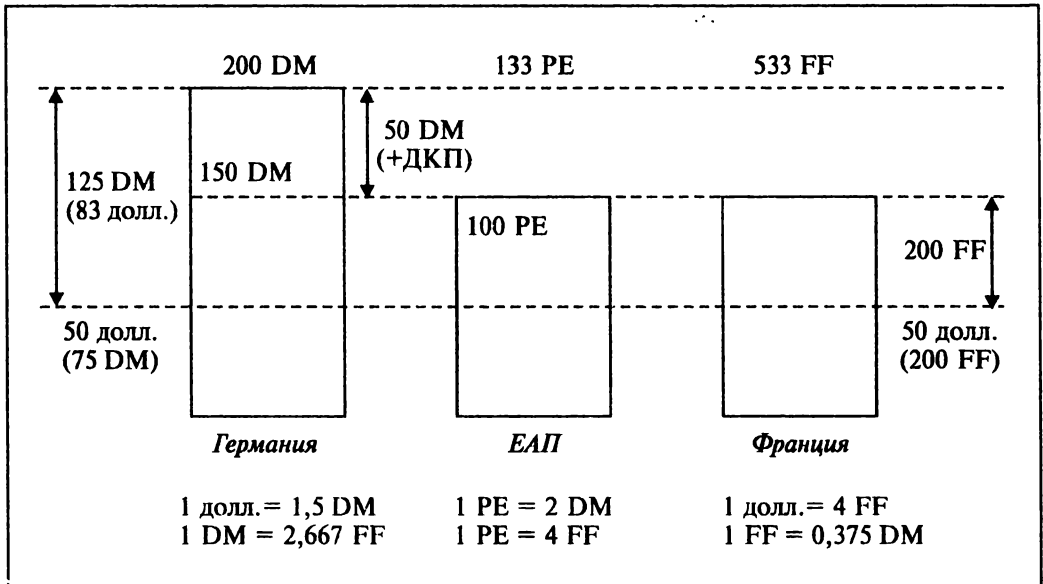 200 DM 133 PE 533 FF
50 DM
(+ДКП)
125 DM
(83 долл.)
150 DM
100 PE
200 FF
50 долл.
(75 DM)
50 долл.
(200 FF)
Германия ЕАП Франция
1 долл. = 1,5 DM 1 PE = 2 DM 1 долл. = 4 FF
1 DM = 2,667 FF 1 PE = 4 FF 1 FF = 0,375 DM